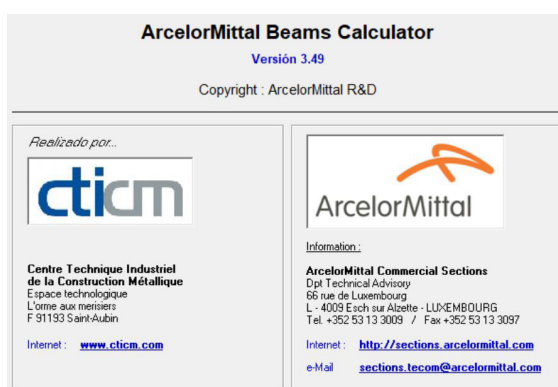 ArcelorMittal Beams Calculator
Versión 3.49
Copyright : ArcelorMittal R&D
Realizado por...
cticm
Centre Technique Industriel
de la Construction Métallique
Espace technologique
L'orme aux merisiers
F 91193 Saint-Aubin
Internet : www.cticm.com
ArcelorMittal
Information :
ArcelorMittal Commercial Sections
Dpt Technical Advisory
66 rue de Luxembourg
L - 4009 Esch sur Alzette - LUXEMBOURG
Tel. +352 53 13 3009 / Fax +352 53 13 3097
Internet : http://sections.arcelormittal.com
e-Mail sections.tecom@arcelormittal.com